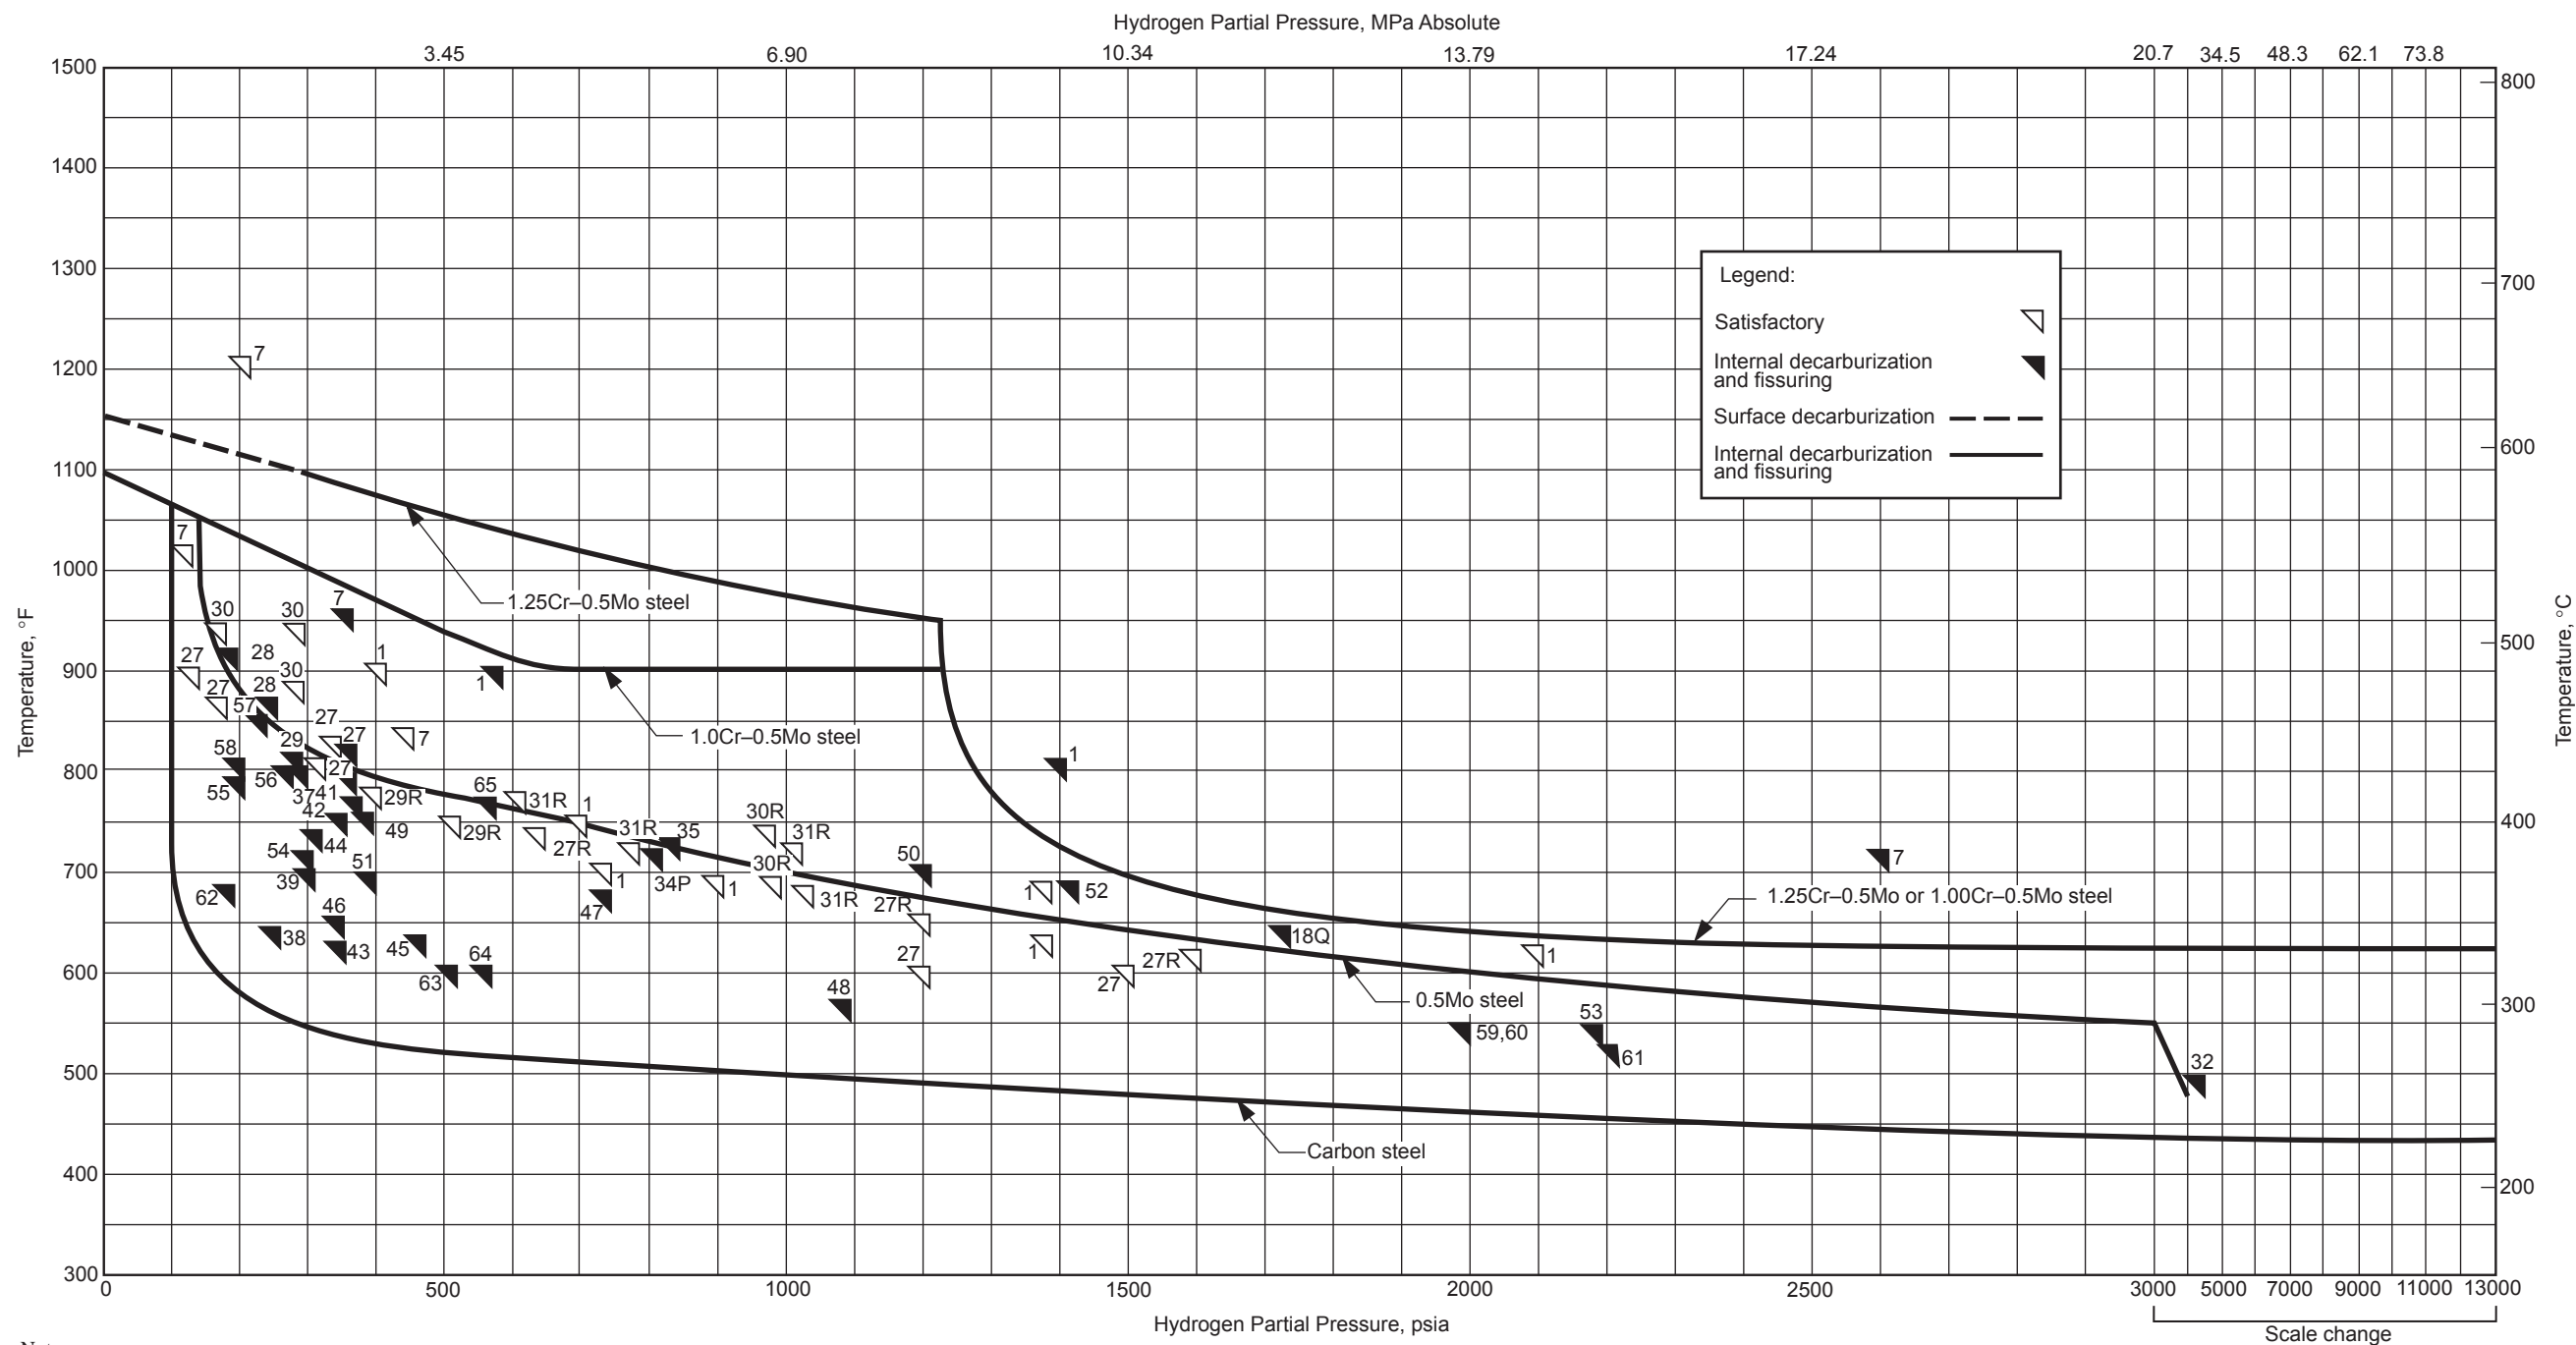 Hydrogen Partial Pressure, MPa Absolute
3.45 6.90 10.34 13.79 17.24 20.7 34.5 48.3 62.1 73.8
1500
800
1400
1300
Legend:
700
Satisfactory
7
Internal decarburization
and fissuring
1200
Surface decarburization
600
Internal decarburization
and fissuring
1100
7
1000
1.25Cr–0.5Mo steel
30 30 7
Temperature, °F
Temperature, °C
27 28 1
500
900
30
1
27 28
57
27
7
1.0Cr–0.5Mo steel
58 29 27
1
800
56 27
55 37 41 29R 65 31R 1
42
30R
400
49 29R 31R 35 31R
44 27R
54 51 30R 50 7
700
39 1 34P 1 1 52
62 47 31R 27R
1.25Cr–0.5Mo or 1.00Cr–0.5Mo steel
46
38 43 45 64 1 18Q
27 27R 1
600
63 27
48
0.5Mo steel
300
53
59,60
61
32
500
Carbon steel
400
200
300
0 500 1000 1500 2000 2500 3000 5000 7000 9000 11000 13000
Hydrogen Partial Pressure, psia
Scale change